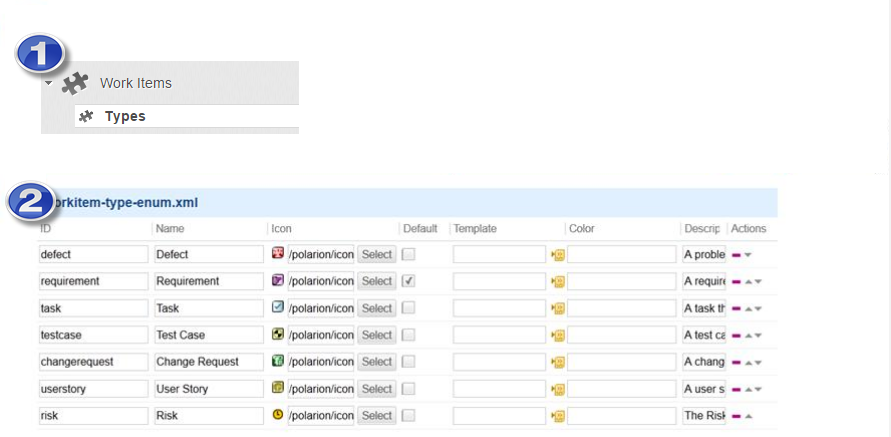 1
Work Items
Types
2
orkitem-type-enum.xml
ID Name Icon Default Template Color Descrip Actions
defect Defect /polarion/icon Select A proble
requirement Requirement /polarion/icon Select A require
task Task /polarion/icon Select A task th
testcase Test Case /polarion/icon Select A test ca
changerequest Change Request /polarion/icon Select A chang
userstory User Story /polarion/icon Select A user s
risk Risk /polarion/icon Select The Risk